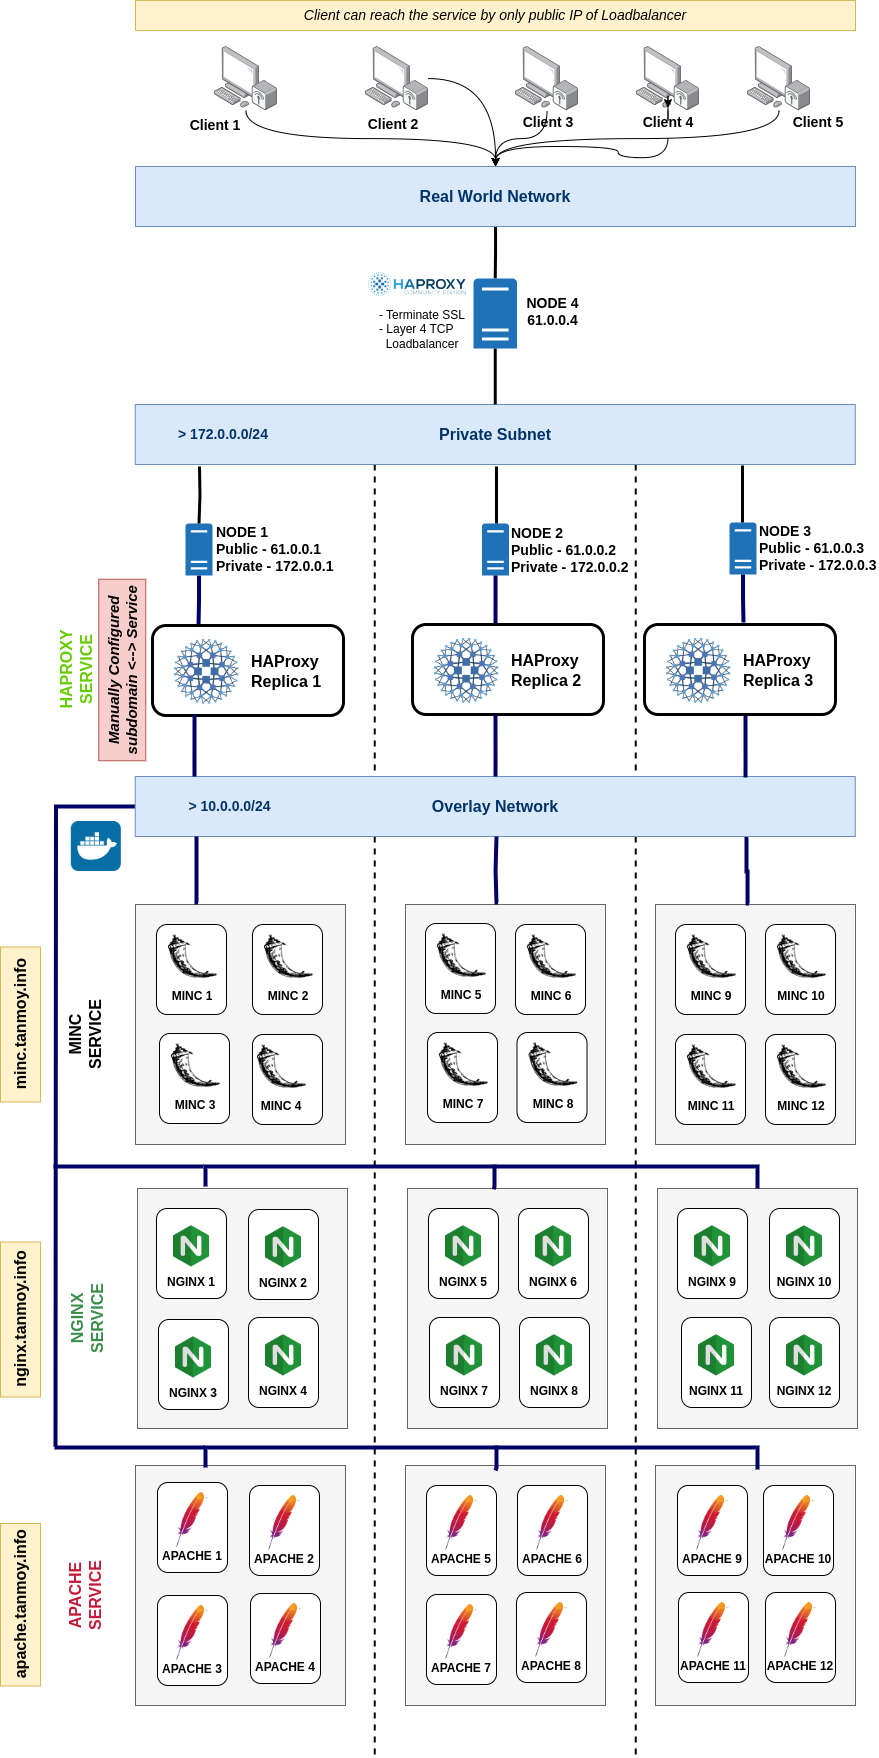 Client can reach the service by only public IP of Loadbalancer
Client 1
Client 2
Client 3
Client 4
Client 5
Real World Network
HAPROXY
COMMUNITY EDITION
- Terminate SSL
- Layer 4 TCP
Loadbalancer
NODE 4
61.0.0.4
> 172.0.0.0/24
Private Subnet
NODE 1
Public - 61.0.0.1
Private - 172.0.0.1
NODE 2
Public - 61.0.0.2
Private - 172.0.0.2
NODE 3
Public - 61.0.0.3
Private - 172.0.0.3
HAPROXY
SERVICE
Manually Configured
subdomain <--> Service
HAProxy
Replica 1
HAProxy
Replica 2
HAProxy
Replica 3
> 10.0.0.0/24
Overlay Network
minc.tanmoy.info
MINC
SERVICE
MINC 1
MINC 2
MINC 3
MINC 4
MINC 5
MINC 6
MINC 7
MINC 8
MINC 9
MINC 10
MINC 11
MINC 12
nginx.tanmoy.info
NGINX
SERVICE
NGINX 1
NGINX 2
NGINX 3
NGINX 4
NGINX 5
NGINX 6
NGINX 7
NGINX 8
NGINX 9
NGINX 10
NGINX 11
NGINX 12
apache.tanmoy.info
APACHE
SERVICE
APACHE 1
APACHE 2
APACHE 3
APACHE 4
APACHE 5
APACHE 6
APACHE 7
APACHE 8
APACHE 9
APACHE 10
APACHE 11
APACHE 12